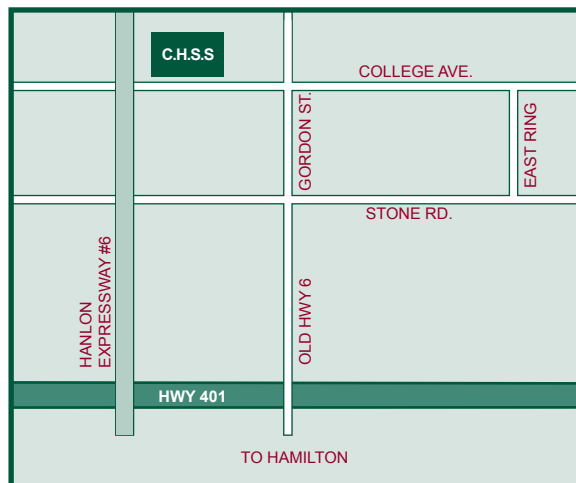 C.H.S.S
COLLEGE AVE.
GORDON ST.
EAST RING
STONE RD.
HANLON
EXPRESSWAY #6
OLD HWY 6
HWY 401
TO HAMILTON